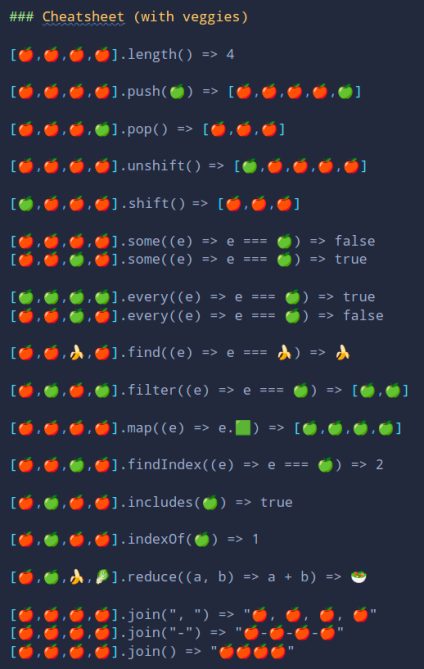 ### Cheatsheet (with veggies)
[🍎,🍎,🍎,🍎].length() => 4
[🍎,🍎,🍎,🍎].push(🍏) => [🍎,🍎,🍎,🍎,🍏]
[🍎,🍎,🍎,🍏].pop() => [🍎,🍎,🍎]
[🍎,🍎,🍎,🍎].unshift() => [🍏,🍎,🍎,🍎,🍎]
[🍏,🍎,🍎,🍎].shift() => [🍎,🍎,🍎]
[🍎,🍎,🍎,🍎].some((e) => e === 🍏) => false
[🍎,🍎,🍏,🍎].some((e) => e === 🍏) => true
[🍏,🍏,🍏,🍏].every((e) => e === 🍏) => true
[🍎,🍎,🍏,🍎].every((e) => e === 🍏) => false
[🍎,🍎,🍌,🍎].find((e) => e === 🍌) => 🍌
[🍎,🍏,🍎,🍏].filter((e) => e === 🍏) => [🍏,🍏]
[🍎,🍎,🍎,🍎].map((e) => e.🟩) => [🍏,🍏,🍏,🍏]
[🍎,🍎,🍏,🍎].findIndex((e) => e === 🍏) => 2
[🍎,🍏,🍎,🍎].includes(🍏) => true
[🍎,🍏,🍎,🍎].indexOf(🍏) => 1
[🍎,🍏,🍌,🥬].reduce((a, b) => a + b) => 🥗
[🍎,🍎,🍎,🍎].join(", ") => "🍎, 🍎, 🍎, 🍎"
[🍎,🍎,🍎,🍎].join("-") => "🍎-🍎-🍎-🍎"
[🍎,🍎,🍎,🍎].join() => "🍎🍎🍎🍎"